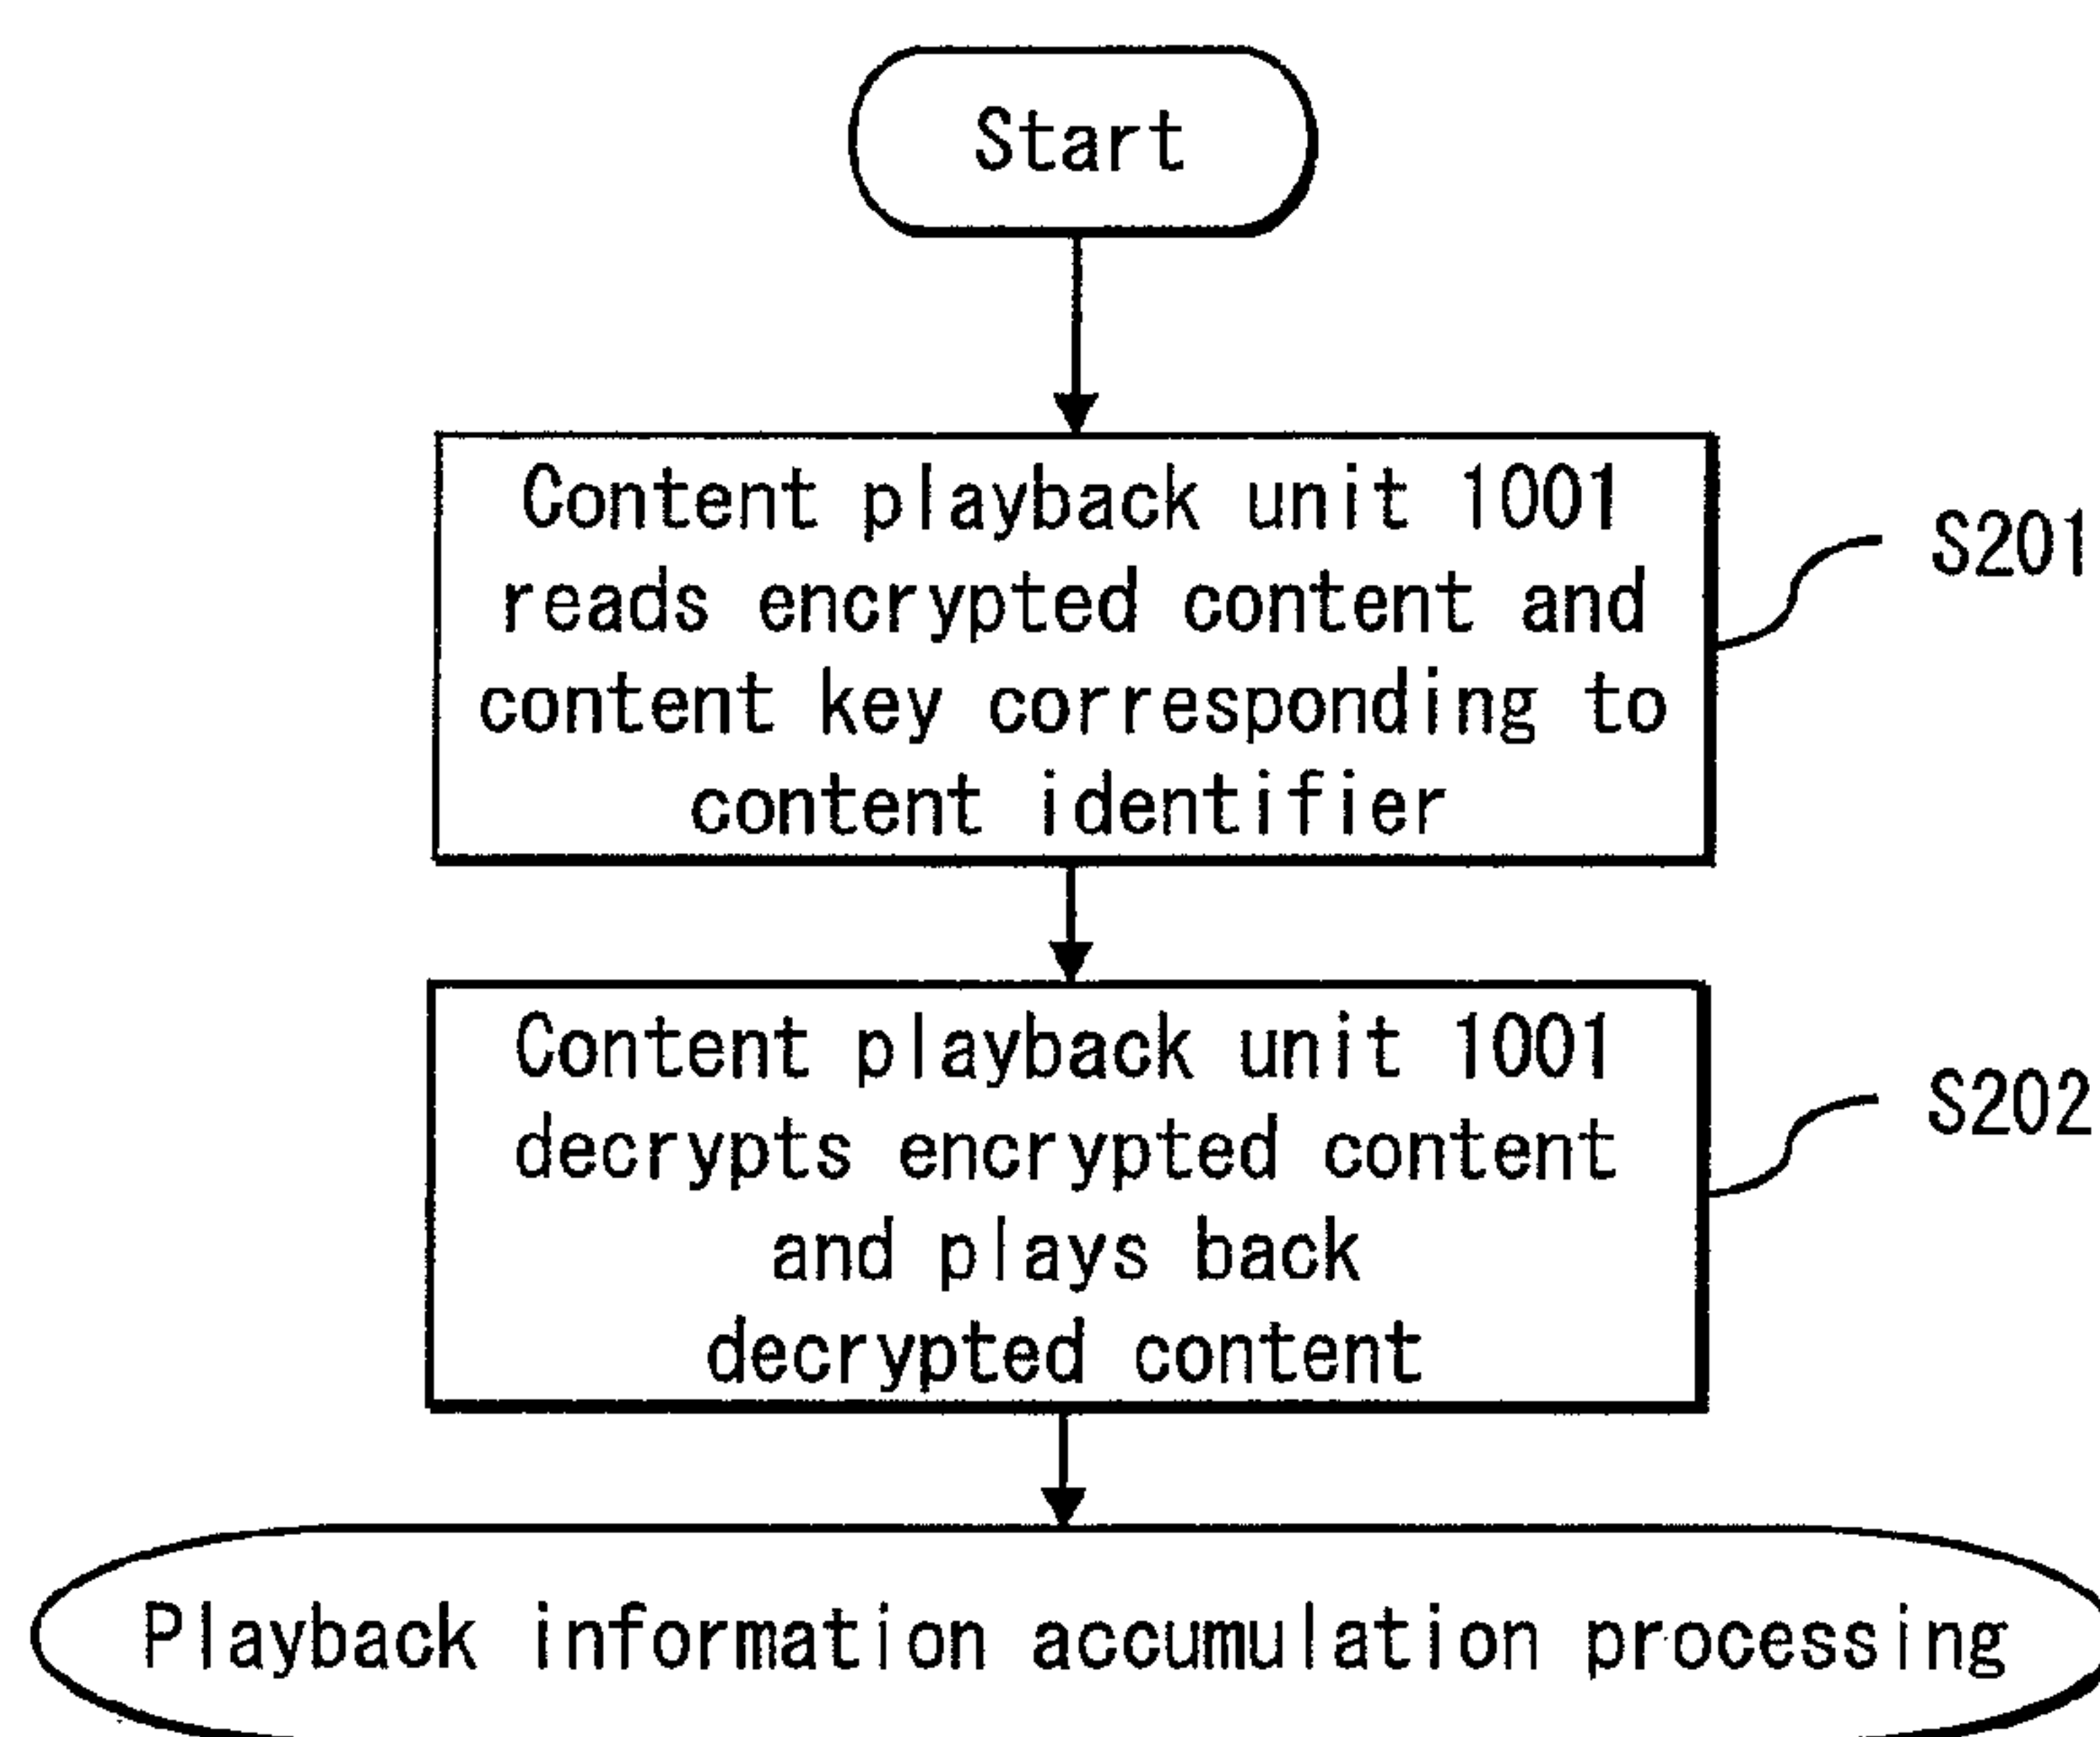 Start
Content playback unit 1001
reads encrypted content and
content key corresponding to
content identifier
S201
Content playback unit 1001
decrypts encrypted content
and plays back
decrypted content
S202
Playback information accumulation processing